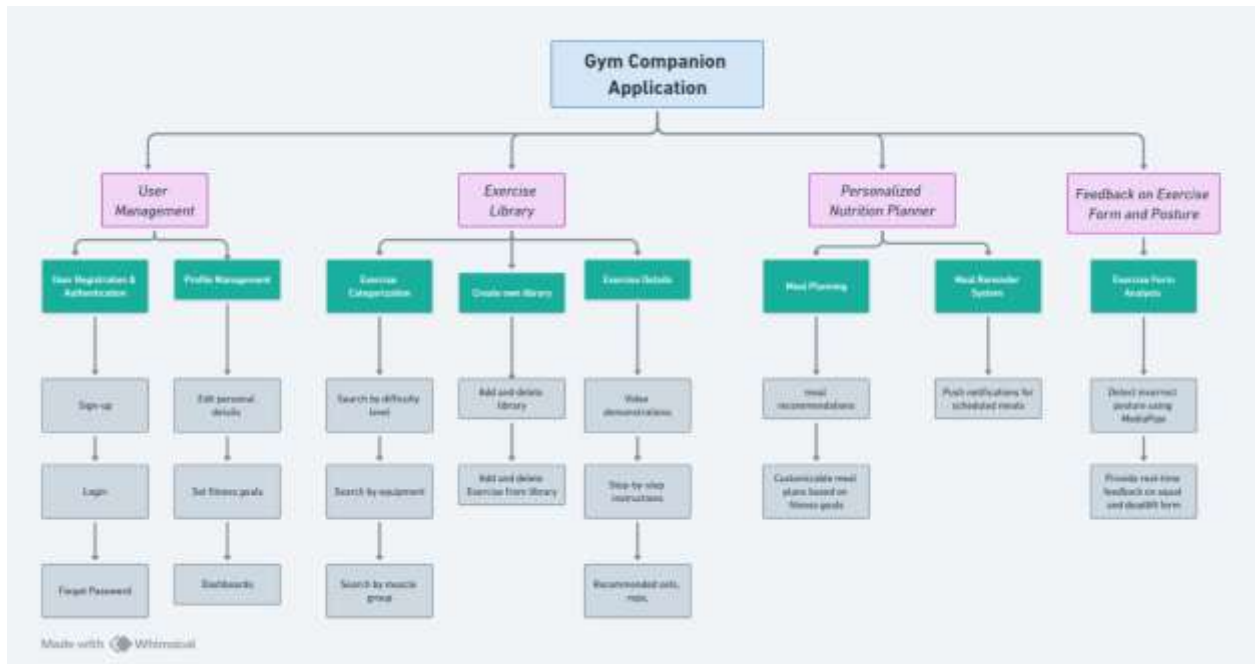 Gym Companion
Application
User
Management
Exercise
Library
Personalized
Nutrition Planner
Feedback on Exercise
Form and Posture
User Registration &
Authentication
Profile Management
Exercise
Categorization
Create own library
Exercise Details
Meal Planning
Meal Reminder
System
Exercise Form
Analysis
Sign-up
Edit personal
details
Search by difficulty
level
Add and delete
library
Video
demonstrations.
meal
recommendations
Push notifications for
scheduled meals
Detect incorrect
posture using
MediaPipe
Login
Set fitness goals
Search by equipment
Add and delete
Exercise from library
Step-by-step
instructions
Customizable meal
plans based on
fitness goals
Provide real-time
feedback on squat
and deadlift form
Forgot Password
Dashboards
Search by muscle
group
Recommended sets,
reps,
Made with Whimsical